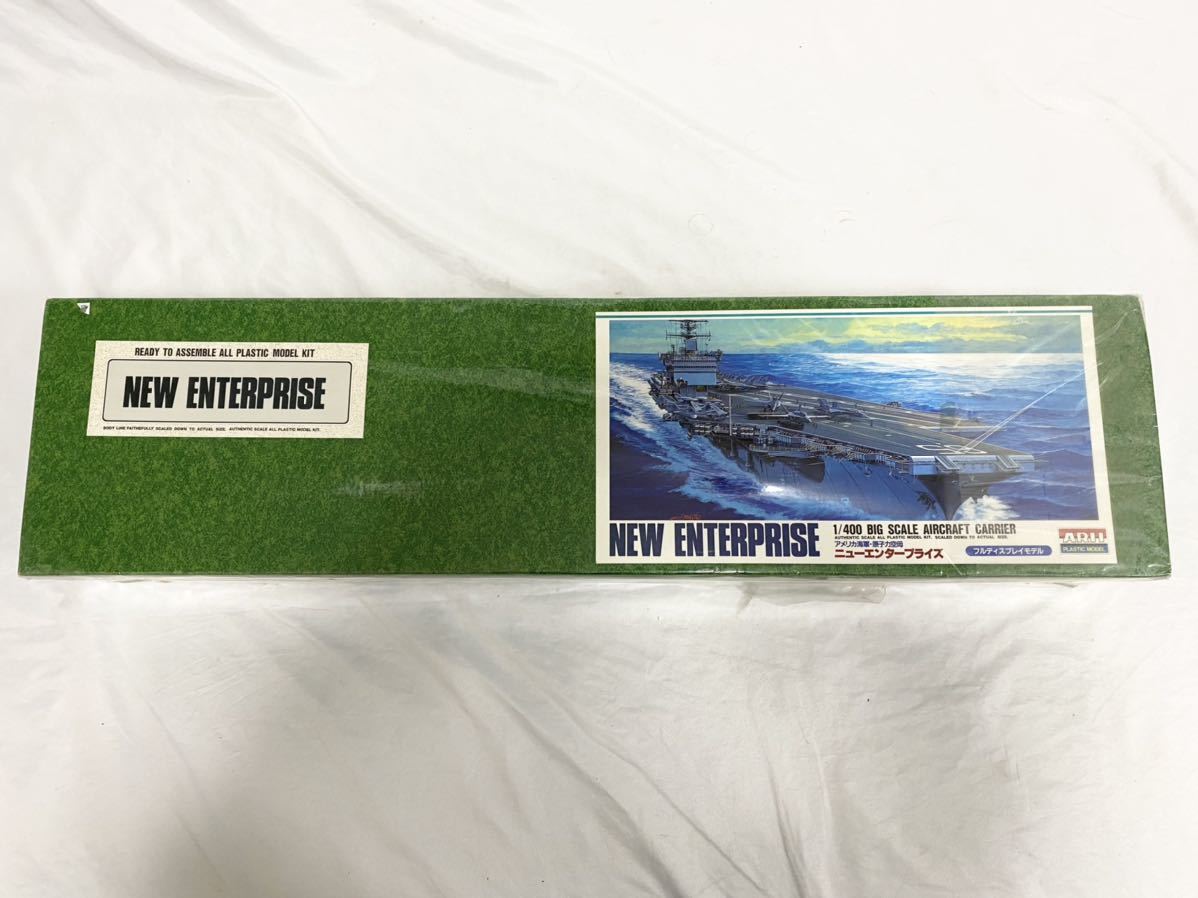 READY TO ASSEMBLE ALL PLASTIC MODEL KIT
NEW ENTERPRISE
BODY LINE FAITHFULLY SCALED DOWN TO ACTUAL SIZE. AUTHENTIC SCALE ALL PLASTIC MODEL KIT.
NEW ENTERPRISE
1/400 BIG SCALE AIRCRAFT CARRIER
AUTHENTIC SCALE ALL PLASTIC MODEL KIT. SCALED DOWN TO ACTUAL SIZE.
アメリカ海軍・原子力空母
ニューエンタープライズ
フルディスプレイモデル
ARII
PLASTIC MODEL